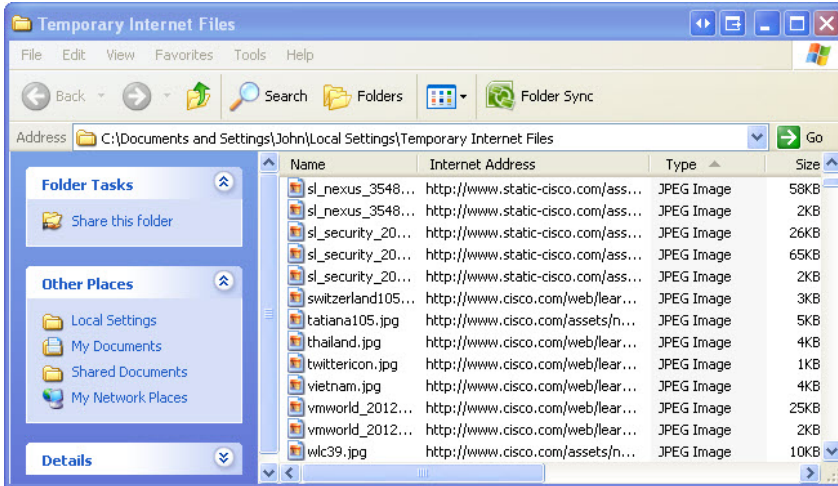 Temporary Internet Files
File Edit View Favorites Tools Help
Back Search Folders Folder Sync
Address C:\Documents and Settings\John\Local Settings\Temporary Internet Files Go
Folder Tasks
Share this folder
Other Places
Local Settings
My Documents
Shared Documents
My Network Places
Details
Name Internet Address Type Size
sl_nexus_3548... http://www.static-cisco.com/ass... JPEG Image 58KB
sl_nexus_3548... http://www.static-cisco.com/ass... JPEG Image 2KB
sl_security_20... http://www.static-cisco.com/ass... JPEG Image 26KB
sl_security_20... http://www.static-cisco.com/ass... JPEG Image 65KB
sl_security_20... http://www.static-cisco.com/ass... JPEG Image 2KB
switzerland105... http://www.cisco.com/web/lear... JPEG Image 3KB
tatiana105.jpg http://www.cisco.com/assets/n... JPEG Image 5KB
thailand.jpg http://www.cisco.com/web/lear... JPEG Image 4KB
twittericon.jpg http://www.cisco.com/web/lear... JPEG Image 1KB
vietnam.jpg http://www.cisco.com/web/lear... JPEG Image 4KB
vmworld_2012... http://www.cisco.com/web/lear... JPEG Image 25KB
vmworld_2012... http://www.cisco.com/web/lear... JPEG Image 2KB
wlc39.jpg http://www.cisco.com/assets/n... JPEG Image 10KB